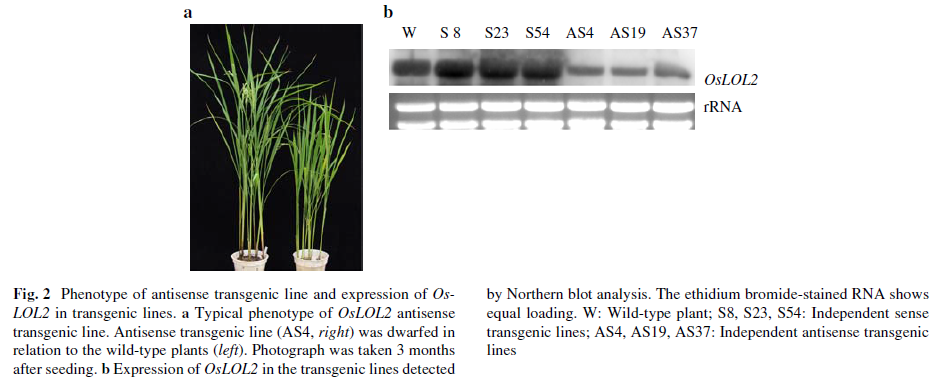 a
b
W S 8 S23 S54 AS4 AS19 AS37
OsLOL2
rRNA
Fig. 2 Phenotype of antisense transgenic line and expression of Os-
LOL2 in transgenic lines. a Typical phenotype of OsLOL2 antisense
transgenic line. Antisense transgenic line (AS4, right) was dwarfed in
relation to the wild-type plants (left). Photograph was taken 3 months
after seeding. b Expression of OsLOL2 in the transgenic lines detected
by Northern blot analysis. The ethidium bromide-stained RNA shows
equal loading. W: Wild-type plant; S8, S23, S54: Independent sense
transgenic lines; AS4, AS19, AS37: Independent antisense transgenic
lines